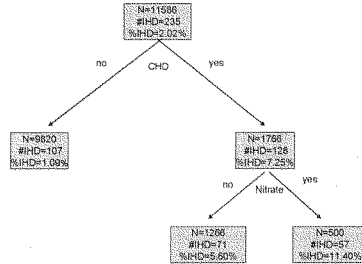 N=11586
#IHD=235
%IHD=2.02%
no
CHD
yes
N=9820
#IHD=107
%IHD=1.09%
N=1766
#IHD=128
%IHD=7.25%
no
Nitrate
yes
N=1266
#IHD=71
%IHD=5.60%
N=500
#IHD=57
%IHD=11.40%